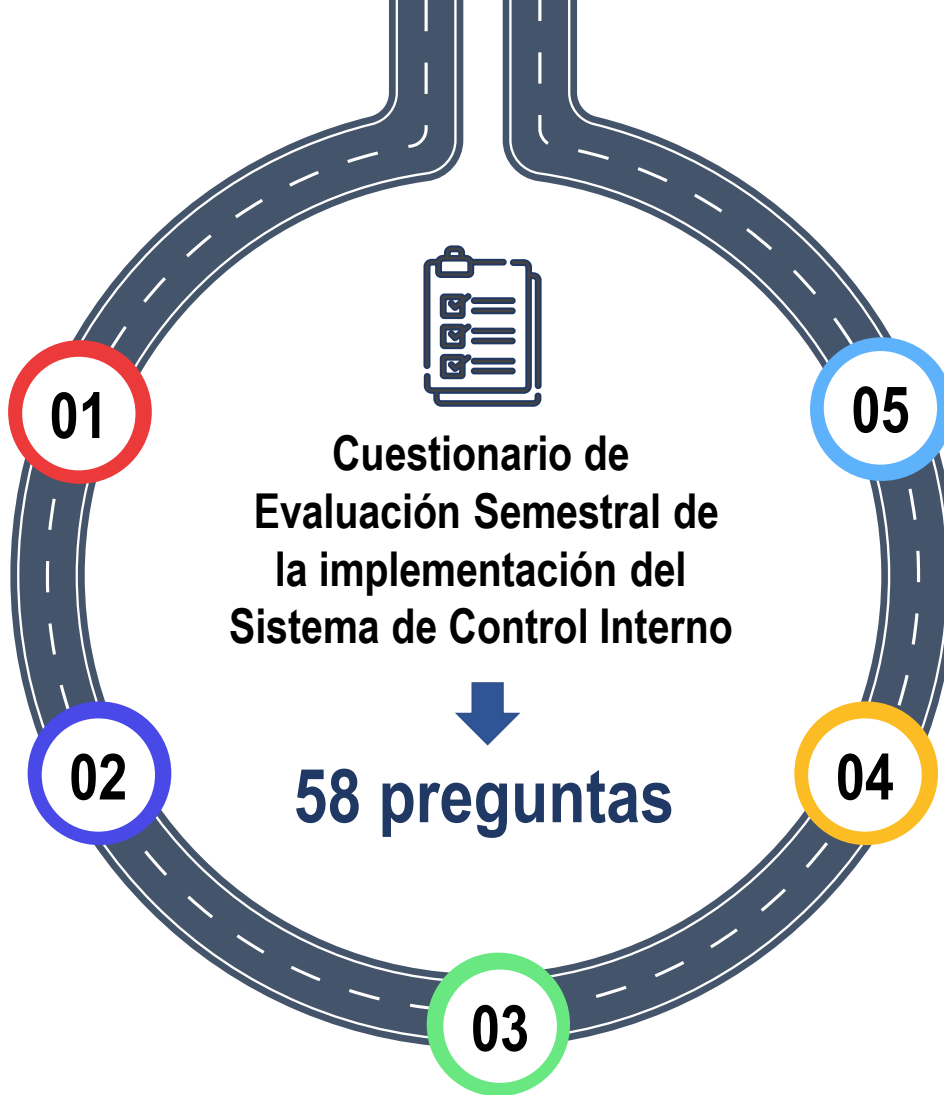 01
05
Cuestionario de
Evaluación Semestral de
la implementación del
Sistema de Control Interno
02
58 preguntas
04
03